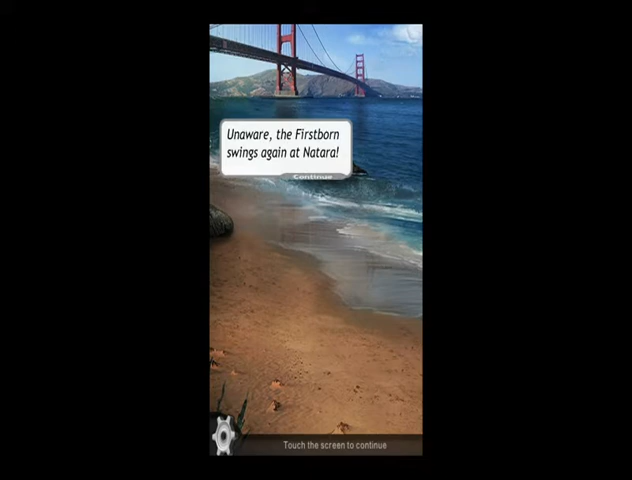 Unaware, the Firstborn
swings again at Natara!
Continue
Touch the screen to continue